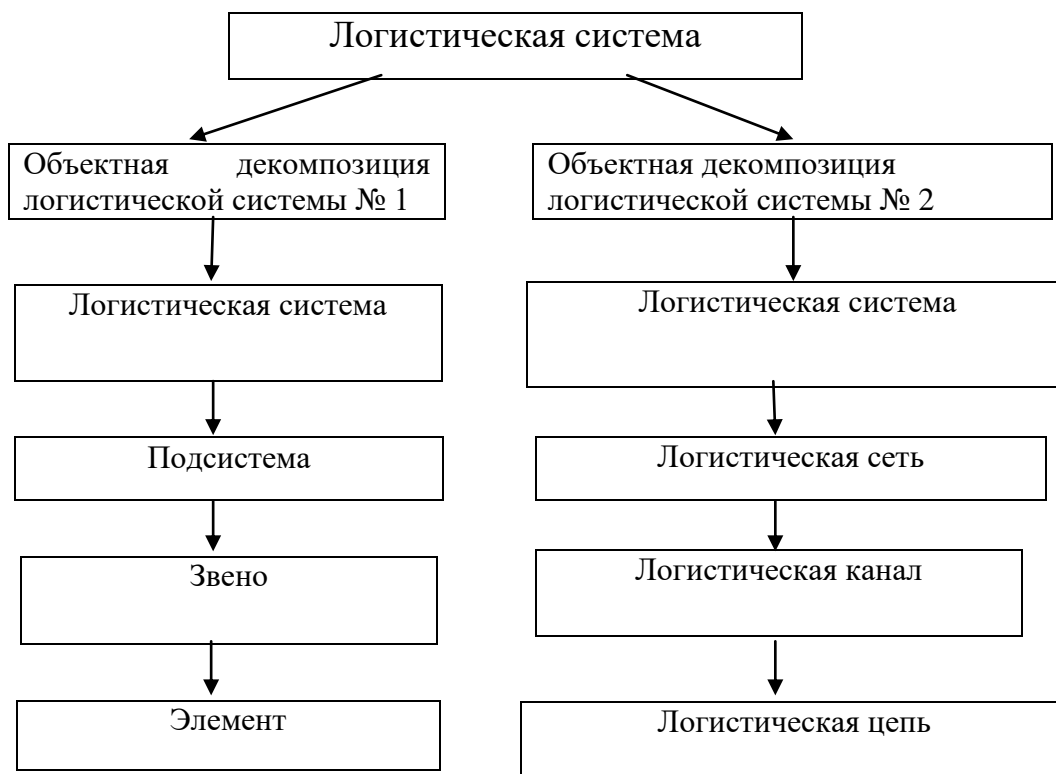 Логистическая система
Объектная декомпозиция
логистической системы № 1
Объектная декомпозиция
логистической системы № 2
Логистическая система
Логистическая система
Подсистема
Логистическая сеть
Звено
Логистическая канал
Элемент
Логистическая цепь